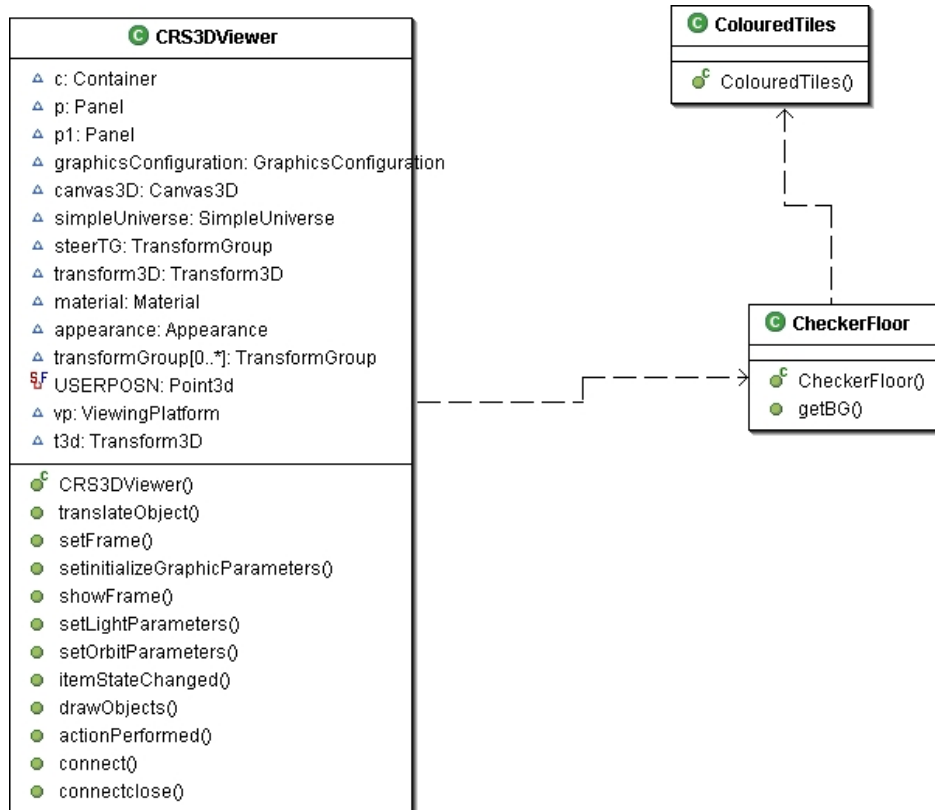 CRS3DViewer
c: Container
p: Panel
p1: Panel
graphicsConfiguration: GraphicsConfiguration
canvas3D: Canvas3D
simpleUniverse: SimpleUniverse
steerTG: TransformGroup
transform3D: Transform3D
material: Material
appearance: Appearance
transformGroup[0..*]: TransformGroup
USERPOSN: Point3d
vp: ViewingPlatform
t3d: Transform3D
CRS3DViewer()
translateObject()
setFrame()
setinitializeGraphicParameters()
showFrame()
setLightParameters()
setOrbitParameters()
itemStateChanged()
drawObjects()
actionPerformed()
connect()
connectclose()
ColouredTiles
ColouredTiles()
CheckerFloor
CheckerFloor()
getBG()